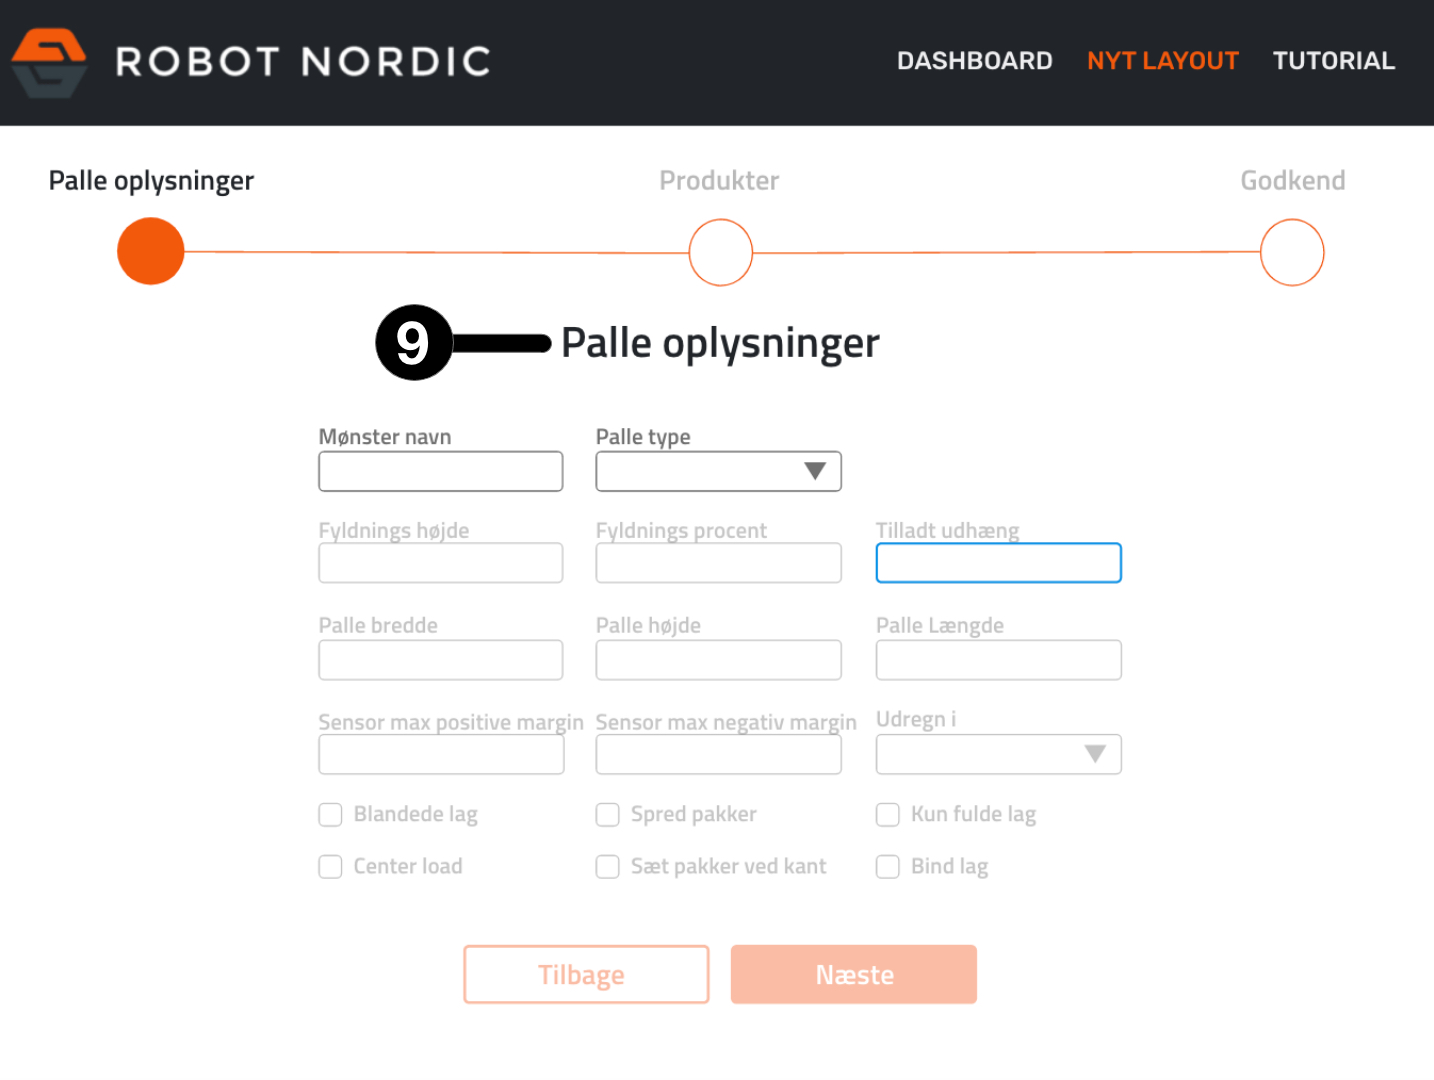 ROBOT NORDIC DASHBOARD NYT LAYOUT TUTORIAL
Palle oplysninger Produkter Godkend
9 Palle oplysninger
Mønster navn Palle type
Fyldnings højde Fyldnings procent Tilladt udhæng
Palle bredde Palle højde Palle Længde
Sensor max positive margin Sensor max negativ margin Udregn i
Blandede lag Spred pakker Kun fulde lag
Center load Sæt pakker ved kant Bind lag
Tilbage Næste